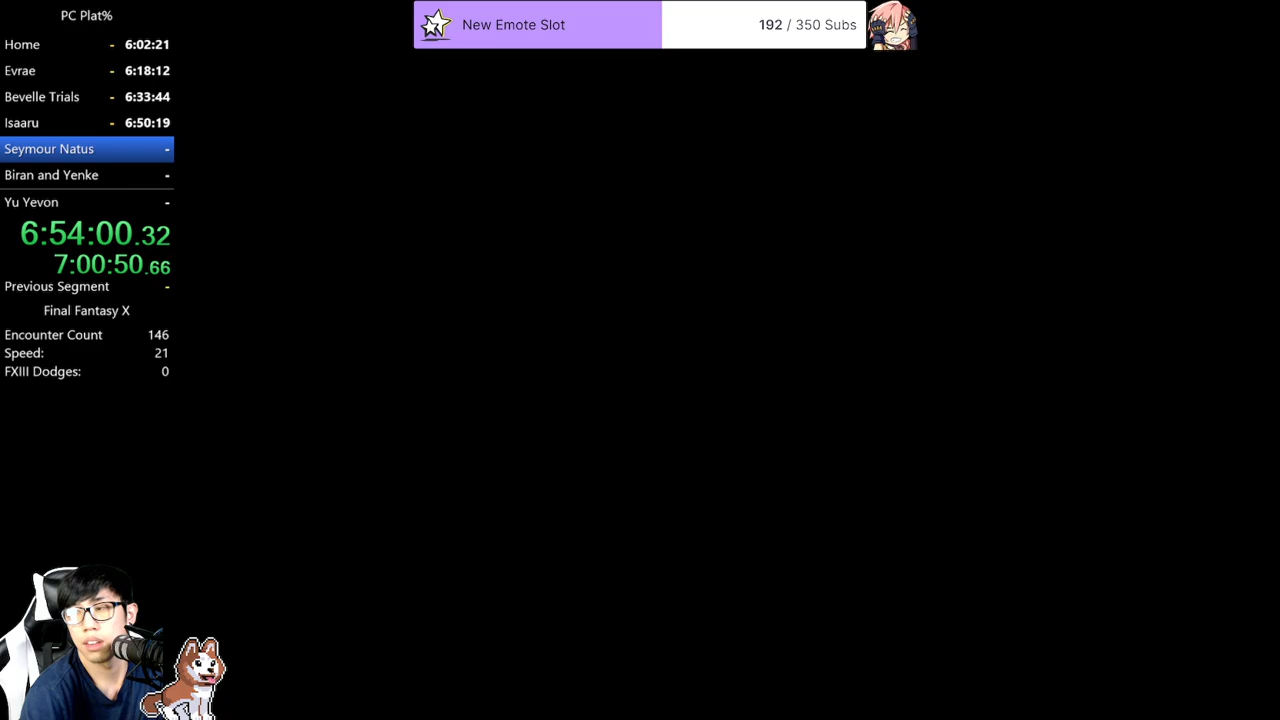 PC Plat%
Home - 6:02:21
Evrae - 6:18:12
Bevelle Trials - 6:33:44
Isaaru - 6:50:19
Seymour Natus -
Biran and Yenke -
Yu Yevon -
6:54:00.32
7:00:50.66
Previous Segment -
Final Fantasy X
Encounter Count 146
Speed: 21
FXIII Dodges: 0
New Emote Slot 192 / 350 Subs